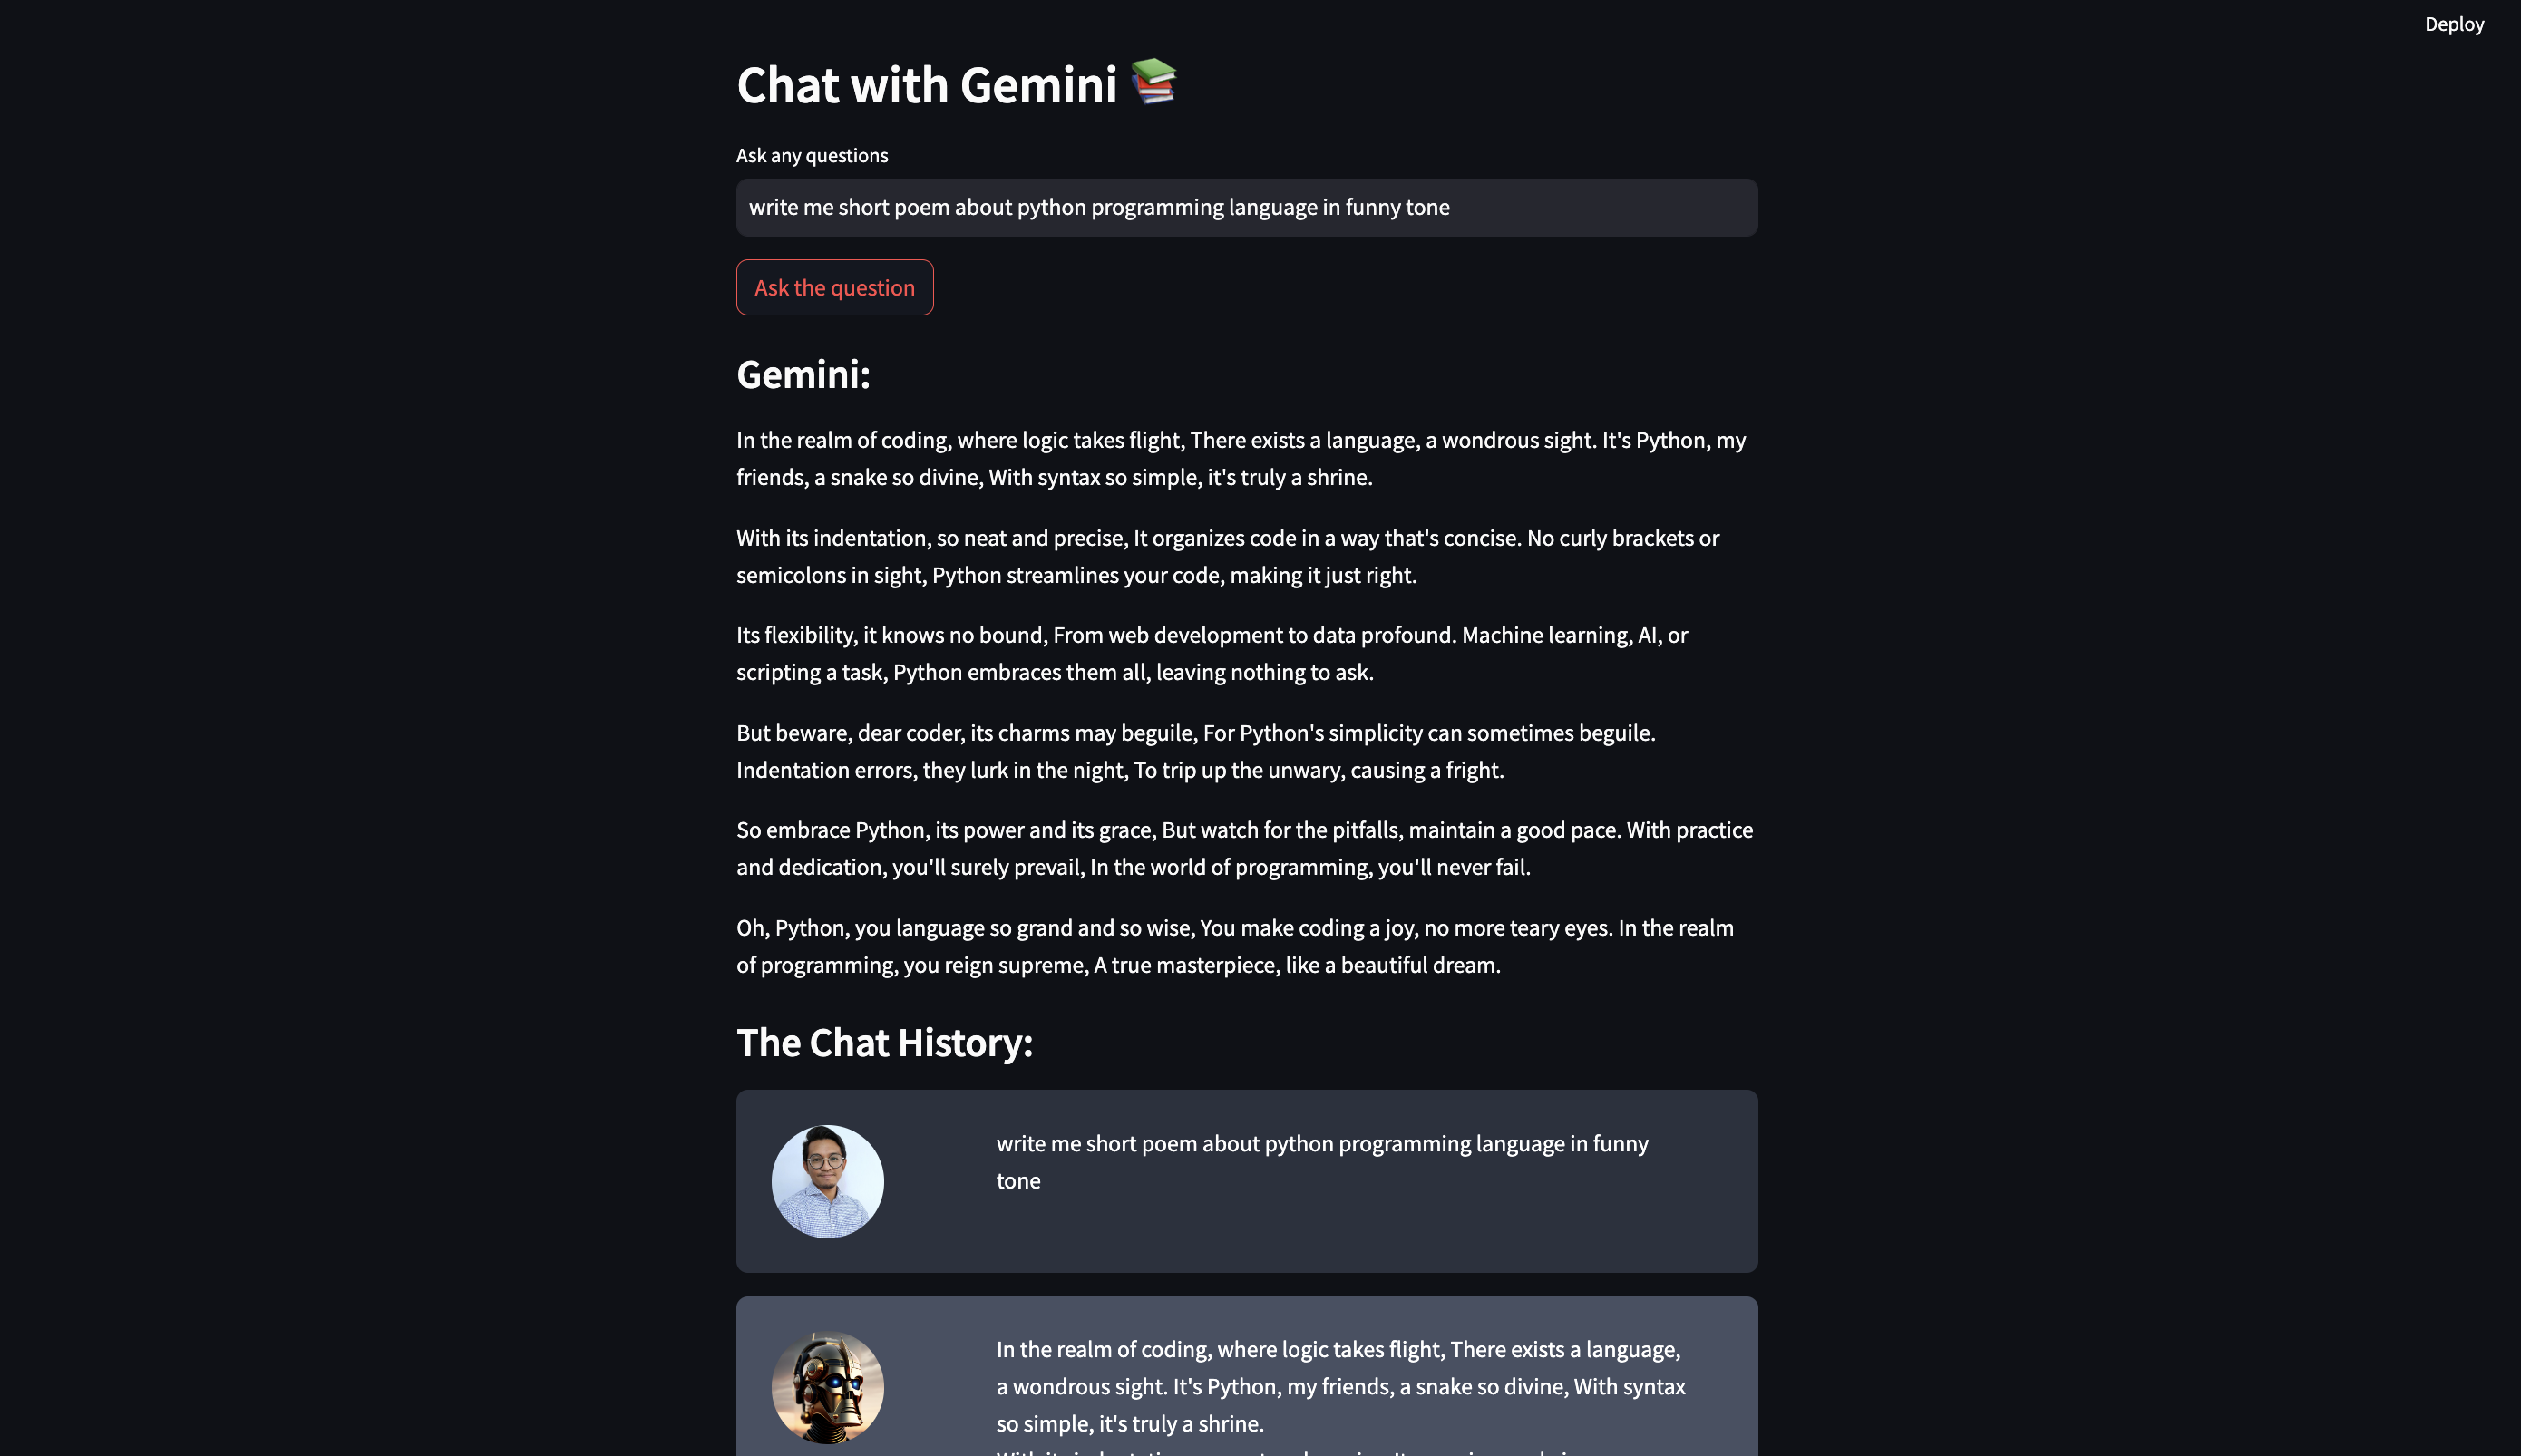 Deploy
Chat with Gemini
Ask any questions
write me short poem about python programming language in funny tone
Ask the question
Gemini:
In the realm of coding, where logic takes flight, There exists a language, a wondrous sight. It's Python, my
friends, a snake so divine, With syntax so simple, it's truly a shrine.
With its indentation, so neat and precise, It organizes code in a way that's concise. No curly brackets or
semicolons in sight, Python streamlines your code, making it just right.
Its flexibility, it knows no bound, From web development to data profound. Machine learning, AI, or
scripting a task, Python embraces them all, leaving nothing to ask.
But beware, dear coder, its charms may beguile, For Python's simplicity can sometimes beguile.
Indentation errors, they lurk in the night, To trip up the unwary, causing a fright.
So embrace Python, its power and its grace, But watch for the pitfalls, maintain a good pace. With practice
and dedication, you'll surely prevail, In the world of programming, you'll never fail.
Oh, Python, you language so grand and so wise, You make coding a joy, no more teary eyes. In the realm
of programming, you reign supreme, A true masterpiece, like a beautiful dream.
The Chat History:
write me short poem about python programming language in funny
tone
In the realm of coding, where logic takes flight, There exists a language,
a wondrous sight. It's Python, my friends, a snake so divine, With syntax
so simple, it's truly a shrine.